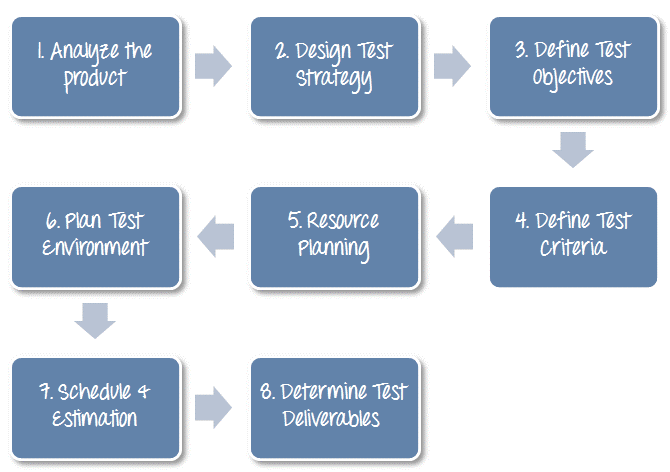 1. Analyze the
product
2. Design Test
Strategy
3. Define Test
Objectives
4. Define Test
Criteria
5. Resource
Planning
6. Plan Test
Environment
7. Schedule &
Estimation
8. Determine Test
Deliverables